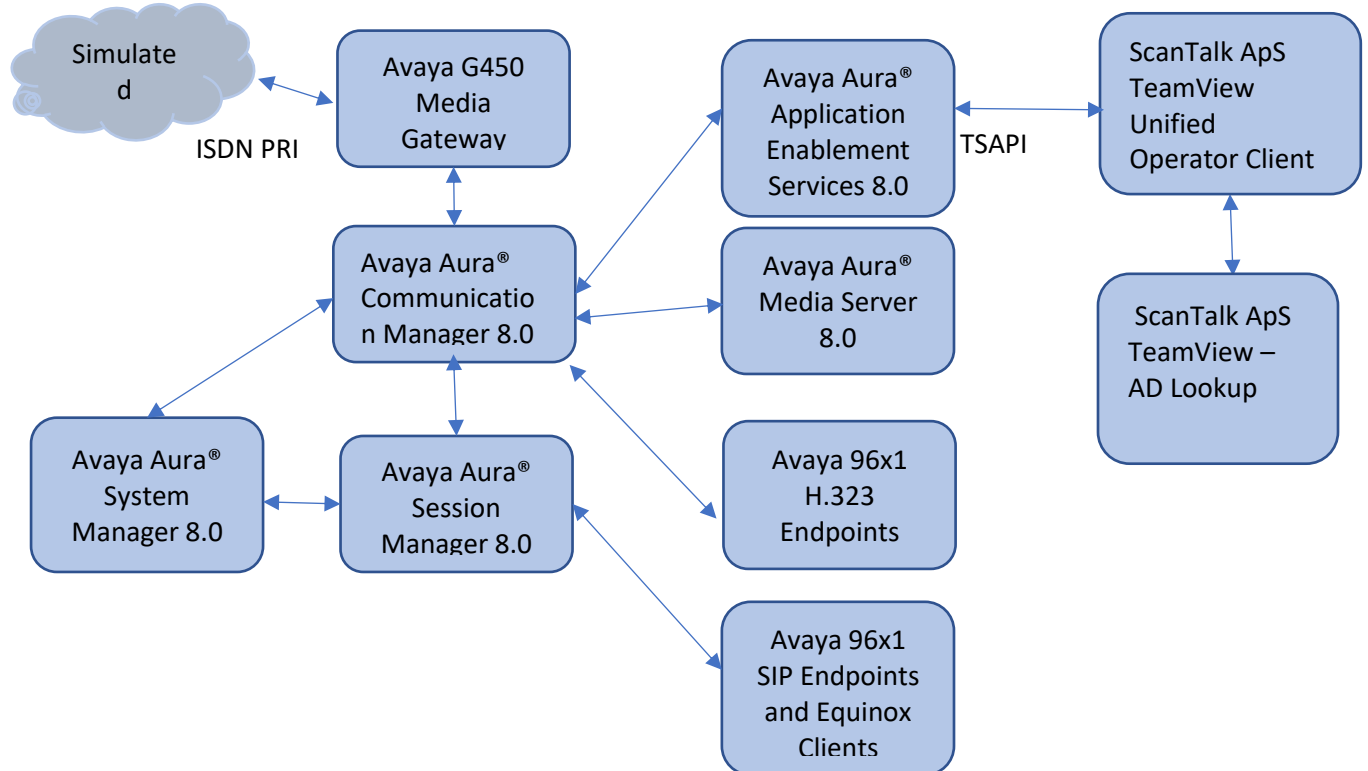 Simulate
d
ISDN PRI
Avaya G450
Media
Gateway
Avaya Aura®
Application
Enablement
Services 8.0
TSAPI
ScanTalk ApS
TeamView
Unified
Operator Client
Avaya Aura®
Communicatio
n Manager 8.0
Avaya Aura®
Media Server
8.0
ScanTalk ApS
TeamView –
AD Lookup
Avaya Aura®
System
Manager 8.0
Avaya Aura®
Session
Manager 8.0
Avaya 96x1
H.323
Endpoints
Avaya 96x1
SIP Endpoints
and Equinox
Clients